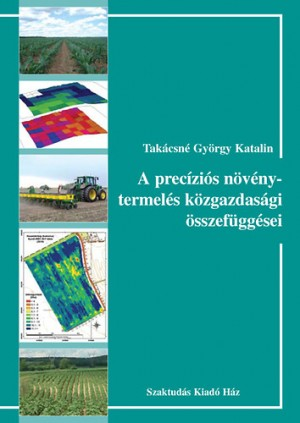 Takácsné György Katalin
A precíziós növény-
termelés közgazdasági
összefüggései
Szaktudás Kiadó Ház